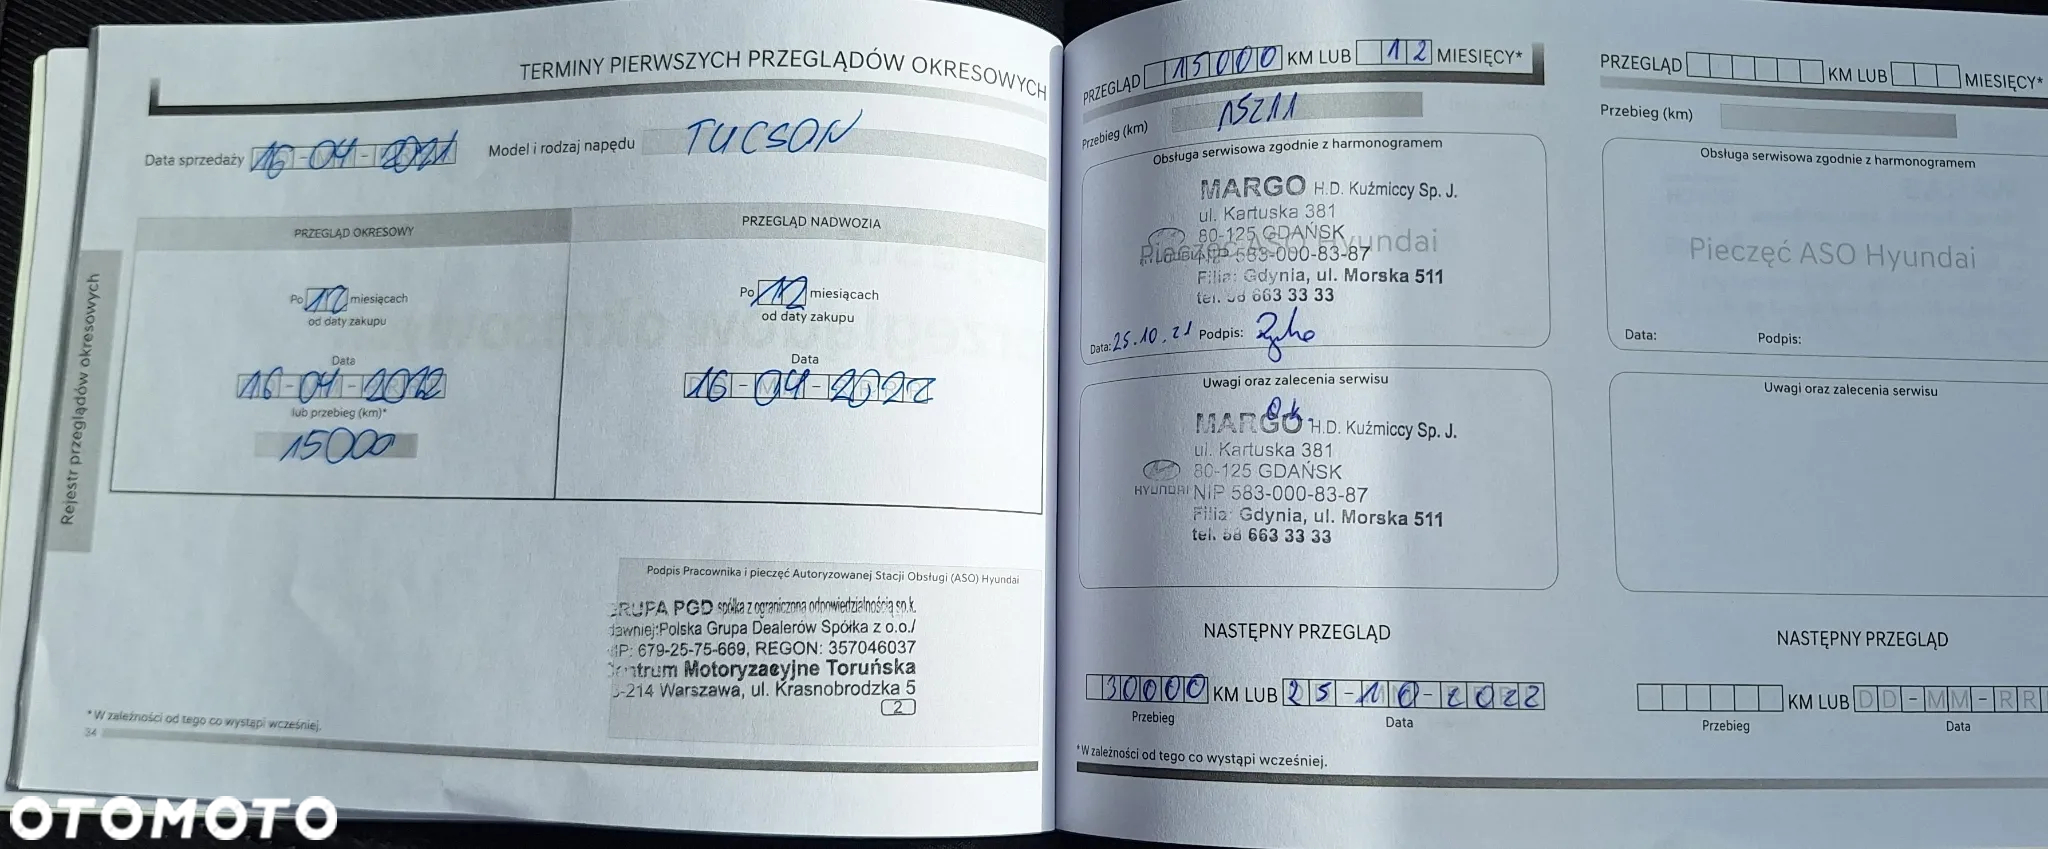 TERMINY PIERWSZYCH PRZEGLĄDÓW OKRESOWYCH
Data sprzedaży 16-04-2021 Model i rodzaj napędu TUCSON
PRZEGLĄD OKRESOWY
Po 12 miesiącach
od daty zakupu
Data
16-04-2022
lub przebieg (km)*
15000
PRZEGLĄD NADWOZIA
Po 12 miesiącach
od daty zakupu
Data
16-04-2022
Rejestr przeglądów okresowych
Podpis Pracownika i pieczęć Autoryzowanej Stacji Obsługi (ASO) Hyundai
GRUPA PGD spółka z ograniczoną odpowiedzialnością sp.k.
dawniej:Polska Grupa Dealerów Spółka z o.o./
NIP: 679-25-75-669, REGON: 357046037
Centrum Motoryzacyjne Toruńska
-214 Warszawa, ul. Krasnobrodzka 5
2
* W zależności od tego co wystąpi wcześniej.
34
PRZEGLĄD 15000 KM LUB 12 MIESIĘCY*
Przebieg (km) 15211
Obsługa serwisowa zgodnie z harmonogramem
MARGO H.D. Kuźmiccy Sp. J.
ul. Kartuska 381
80-125 GDAŃSK
NIP 583-000-83-87
Pieczęć ASO Hyundai
Filia: Gdynia, ul. Morska 511
tel. 58 663 33 33
Data: 25.10.21 Podpis:
Uwagi oraz zalecenia serwisu
Ok.
MARGO H.D. Kuźmiccy Sp. J.
ul. Kartuska 381
80-125 GDAŃSK
HYUNDAI NIP 583-000-83-87
Filia: Gdynia, ul. Morska 511
tel. 58 663 33 33
NASTĘPNY PRZEGLĄD
30000 KM LUB 25-10-2022
Przebieg Data
*W zależności od tego co wystąpi wcześniej.
PRZEGLĄD KM LUB MIESIĘCY*
Przebieg (km)
Obsługa serwisowa zgodnie z harmonogramem
Pieczęć ASO Hyundai
Data: Podpis:
Uwagi oraz zalecenia serwisu
NASTĘPNY PRZEGLĄD
KM LUB DD-MM-RR
Przebieg Data
OTOMOTO